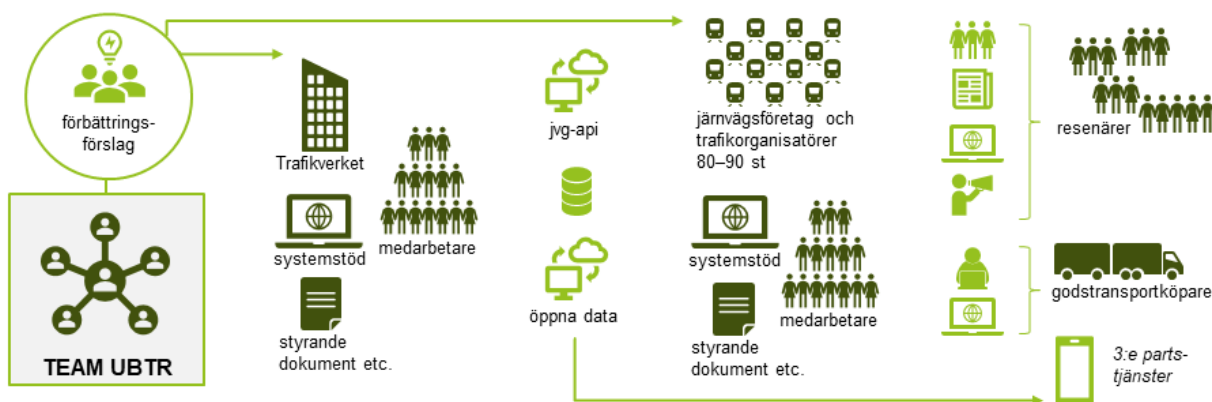 förbättrings-
förslag
TEAM UBTR
Trafikverket
systemstöd
medarbetare
styrande
dokument etc.
jvg-api
öppna data
järnvägsföretag och
trafikorganisatörer
80–90 st
systemstöd
medarbetare
styrande
dokument etc.
resenärer
godstransportköpare
3:e parts-
tjänster